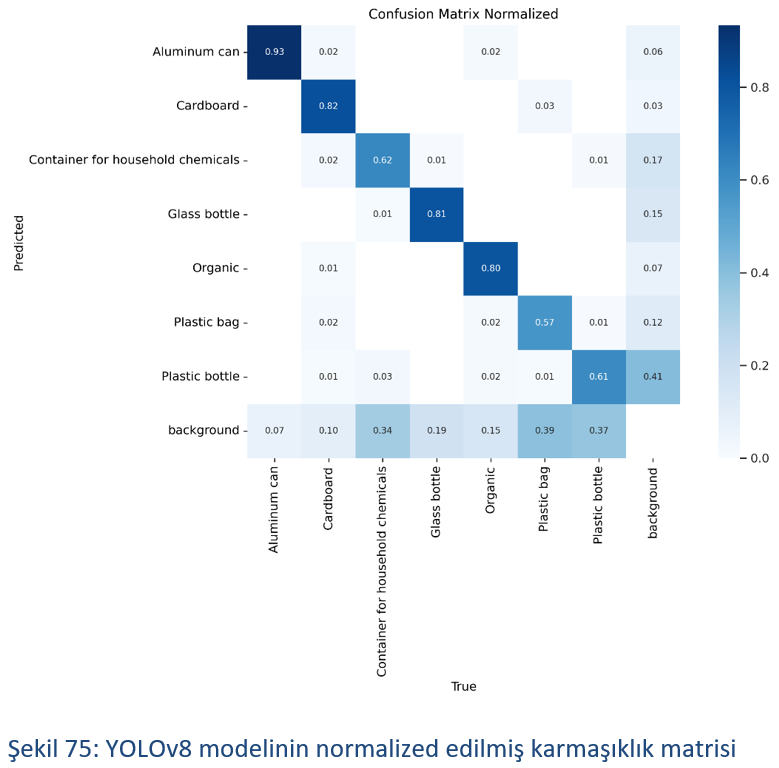 Confusion Matrix Normalized
Aluminum can
0.93 0.02 0.02 0.06
Cardboard
0.82 0.03 0.03
Container for household chemicals
0.02 0.62 0.01 0.01 0.17
Glass bottle
0.01 0.81 0.15
Organic
0.01 0.80 0.07
Plastic bag
0.02 0.02 0.57 0.01 0.12
Plastic bottle
0.01 0.03 0.02 0.01 0.61 0.41
background
0.07 0.10 0.34 0.19 0.15 0.39 0.37
Predicted
Aluminum can
Cardboard
Container for household chemicals
Glass bottle
Organic
Plastic bag
Plastic bottle
background
True
0.8
0.6
0.4
0.2
0.0
Şekil 75: YOLOv8 modelinin normalized edilmiş karmaşıklık matrisi